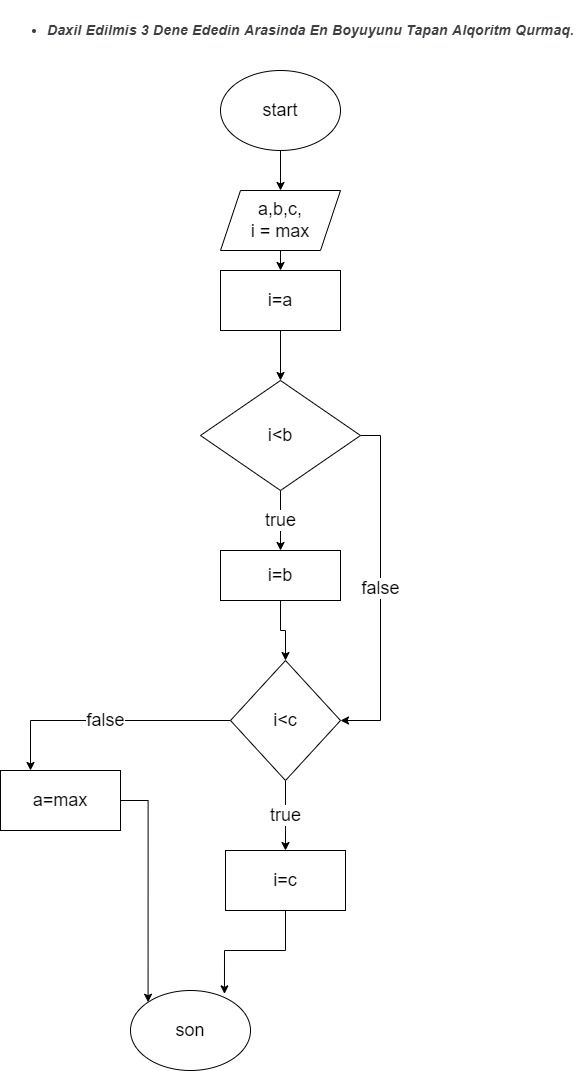 Daxil Edilmis 3 Dene Ededin Arasinda En Boyuyunu Tapan Alqoritm Qurmaq.
start
a,b,c,
i = max
i=a
i<b
true
i=b
false
i<c
false
a=max
true
i=c
son